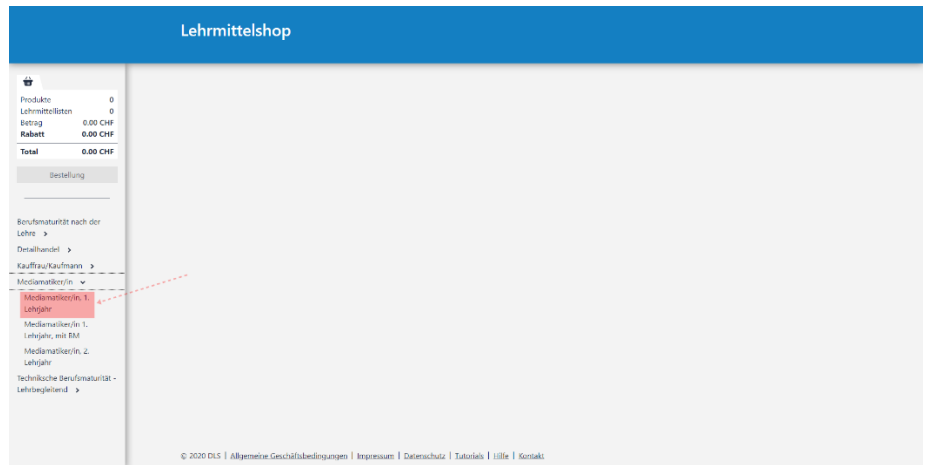 Lehrmittelshop
Produkte 0
Lehrmittellisten 0
Betrag 0.00 CHF
Rabatt 0.00 CHF
Total 0.00 CHF
Bestellung
Berufsmaturität nach der
Lehre >
Detailhandel >
Kauffrau/Kaufmann >
Mediamatiker/in
Mediamatiker/in, 1.
Lehrjahr
Mediamatiker/in 1.
Lehrjahr, mit BM
Mediamatiker/in, 2.
Lehrjahr
Techniksche Berufsmaturität -
Lehrbegleitend >
© 2020 DLS | Allgemeine Geschäftsbedingungen | Impressum | Datenschutz | Tutorials | Hilfe | Kontakt